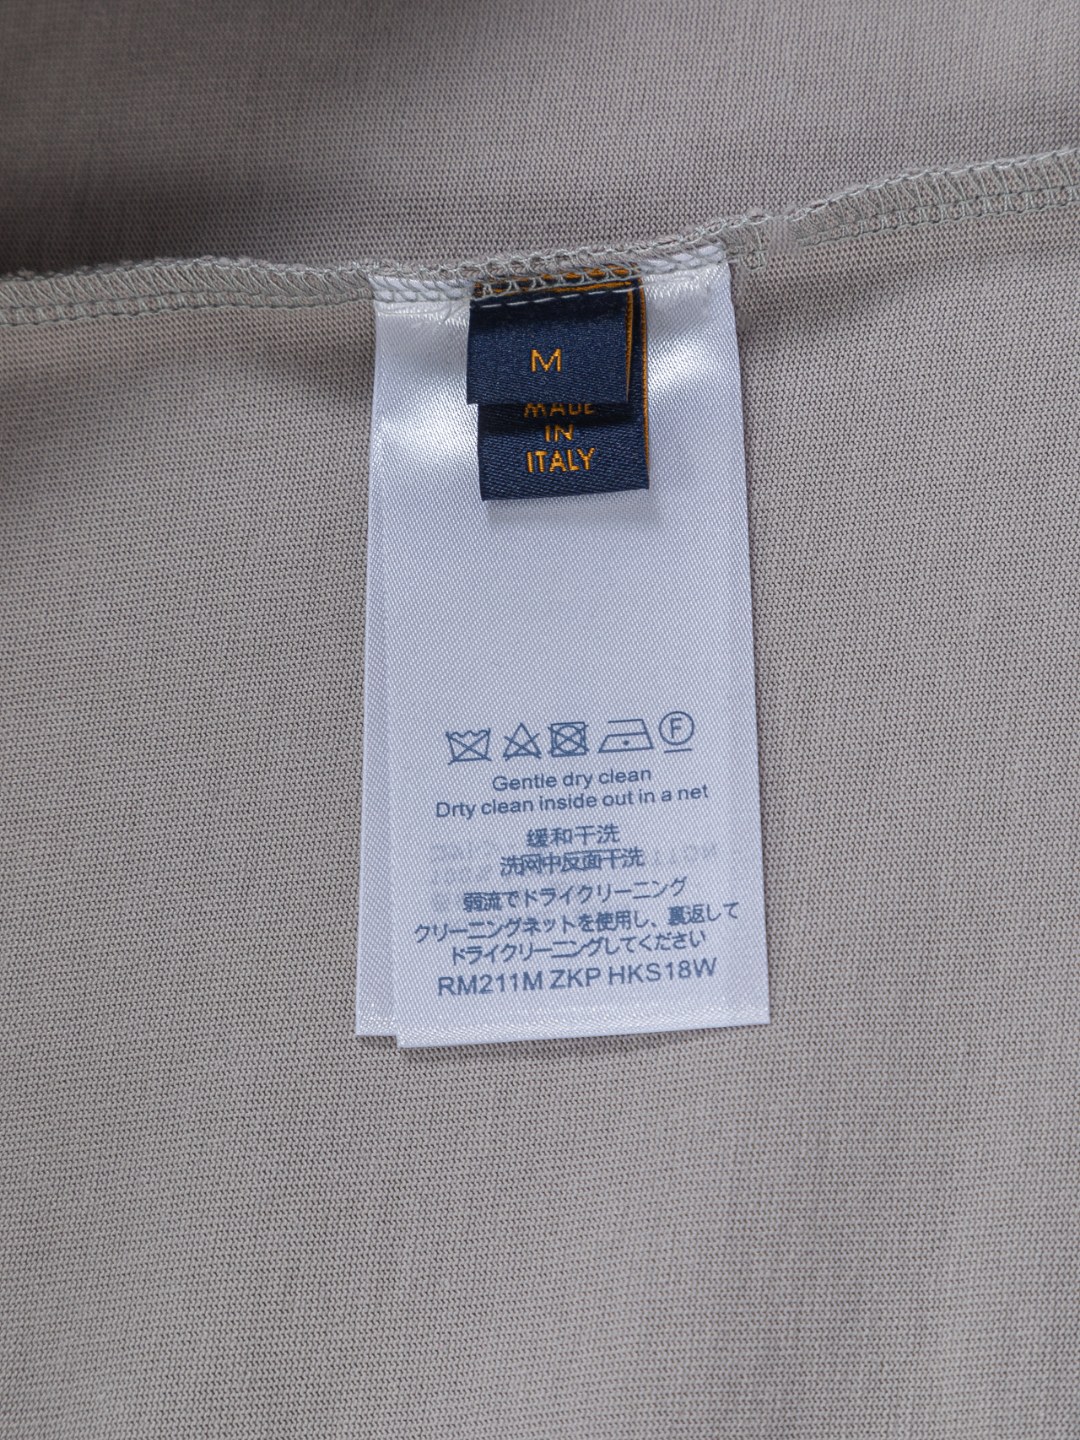 M
MADE
IN
ITALY
F
Gentle dry clean
Drty clean inside out in a net
缓和干洗
洗网中反面干洗
弱流でドライクリーニング
クリーニングネットを使用し、裏返して
ドライクリーニングしてください
RM211M ZKP HKS18W